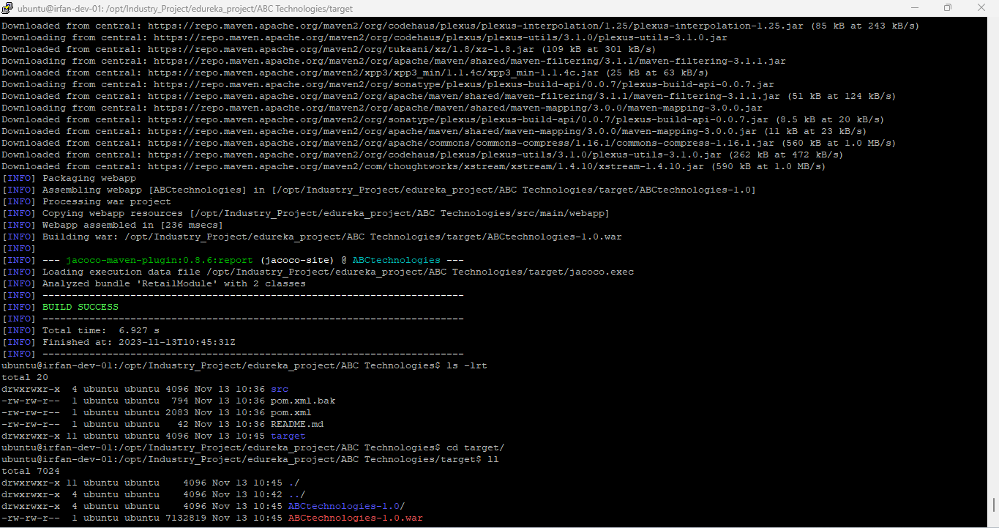 ubuntu@irfan-dev-01: /opt/Industry_Project/edureka_project/ABC Technologies/target
Downloaded from central: https://repo.maven.apache.org/maven2/org/codehaus/plexus/plexus-interpolation/1.25/plexus-interpolation-1.25.jar (85 kB at 243 kB/s)
Downloading from central: https://repo.maven.apache.org/maven2/org/codehaus/plexus/plexus-utils/3.1.0/plexus-utils-3.1.0.jar
Downloaded from central: https://repo.maven.apache.org/maven2/org/tukaani/xz/1.8/xz-1.8.jar (109 kB at 301 kB/s)
Downloading from central: https://repo.maven.apache.org/maven2/org/apache/maven/shared/maven-filtering/3.1.1/maven-filtering-3.1.1.jar
Downloaded from central: https://repo.maven.apache.org/maven2/xpp3/xpp3_min/1.1.4c/xpp3_min-1.1.4c.jar (25 kB at 63 kB/s)
Downloading from central: https://repo.maven.apache.org/maven2/org/sonatype/plexus/plexus-build-api/0.0.7/plexus-build-api-0.0.7.jar
Downloaded from central: https://repo.maven.apache.org/maven2/org/apache/maven/shared/maven-filtering/3.1.1/maven-filtering-3.1.1.jar (51 kB at 124 kB/s)
Downloading from central: https://repo.maven.apache.org/maven2/org/apache/maven/shared/maven-mapping/3.0.0/maven-mapping-3.0.0.jar
Downloaded from central: https://repo.maven.apache.org/maven2/org/sonatype/plexus/plexus-build-api/0.0.7/plexus-build-api-0.0.7.jar (8.5 kB at 20 kB/s)
Downloaded from central: https://repo.maven.apache.org/maven2/org/apache/maven/shared/maven-mapping/3.0.0/maven-mapping-3.0.0.jar (11 kB at 23 kB/s)
Downloaded from central: https://repo.maven.apache.org/maven2/org/apache/commons/commons-compress/1.16.1/commons-compress-1.16.1.jar (560 kB at 1.0 MB/s)
Downloaded from central: https://repo.maven.apache.org/maven2/org/codehaus/plexus/plexus-utils/3.1.0/plexus-utils-3.1.0.jar (262 kB at 472 kB/s)
Downloaded from central: https://repo.maven.apache.org/maven2/com/thoughtworks/xstream/xstream/1.4.10/xstream-1.4.10.jar (590 kB at 1.0 MB/s)
[INFO] Packaging webapp
[INFO] Assembling webapp [ABCtechnologies] in [/opt/Industry_Project/edureka_project/ABC Technologies/target/ABCtechnologies-1.0]
[INFO] Processing war project
[INFO] Copying webapp resources [/opt/Industry_Project/edureka_project/ABC Technologies/src/main/webapp]
[INFO] Webapp assembled in [236 msecs]
[INFO] Building war: /opt/Industry_Project/edureka_project/ABC Technologies/target/ABCtechnologies-1.0.war
[INFO]
[INFO] --- jacoco-maven-plugin:0.8.6:report (jacoco-site) @ ABCtechnologies ---
[INFO] Loading execution data file /opt/Industry_Project/edureka_project/ABC Technologies/target/jacoco.exec
[INFO] Analyzed bundle 'RetailModule' with 2 classes
[INFO] ------------------------------------------------------------------------
[INFO] BUILD SUCCESS
[INFO] ------------------------------------------------------------------------
[INFO] Total time:  6.927 s
[INFO] Finished at: 2023-11-13T10:45:31Z
[INFO] ------------------------------------------------------------------------
ubuntu@irfan-dev-01:/opt/Industry_Project/edureka_project/ABC Technologies$ ls -lrt
total 20
drwxrwxr-x  4 ubuntu ubuntu 4096 Nov 13 10:36 src
-rw-rw-r--  1 ubuntu ubuntu  794 Nov 13 10:36 pom.xml.bak
-rw-rw-r--  1 ubuntu ubuntu 2083 Nov 13 10:36 pom.xml
-rw-rw-r--  1 ubuntu ubuntu   42 Nov 13 10:36 README.md
drwxrwxr-x 11 ubuntu ubuntu 4096 Nov 13 10:45 target
ubuntu@irfan-dev-01:/opt/Industry_Project/edureka_project/ABC Technologies$ cd target/
ubuntu@irfan-dev-01:/opt/Industry_Project/edureka_project/ABC Technologies/target$ ll
total 7024
drwxrwxr-x 11 ubuntu ubuntu    4096 Nov 13 10:45 ./
drwxrwxr-x  4 ubuntu ubuntu    4096 Nov 13 10:42 ../
drwxrwxr-x  4 ubuntu ubuntu    4096 Nov 13 10:45 ABCtechnologies-1.0/
-rw-rw-r--  1 ubuntu ubuntu 7132819 Nov 13 10:45 ABCtechnologies-1.0.war